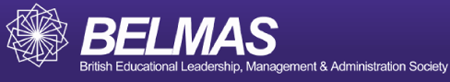 BELMAS
British Educational Leadership, Management & Administration Society